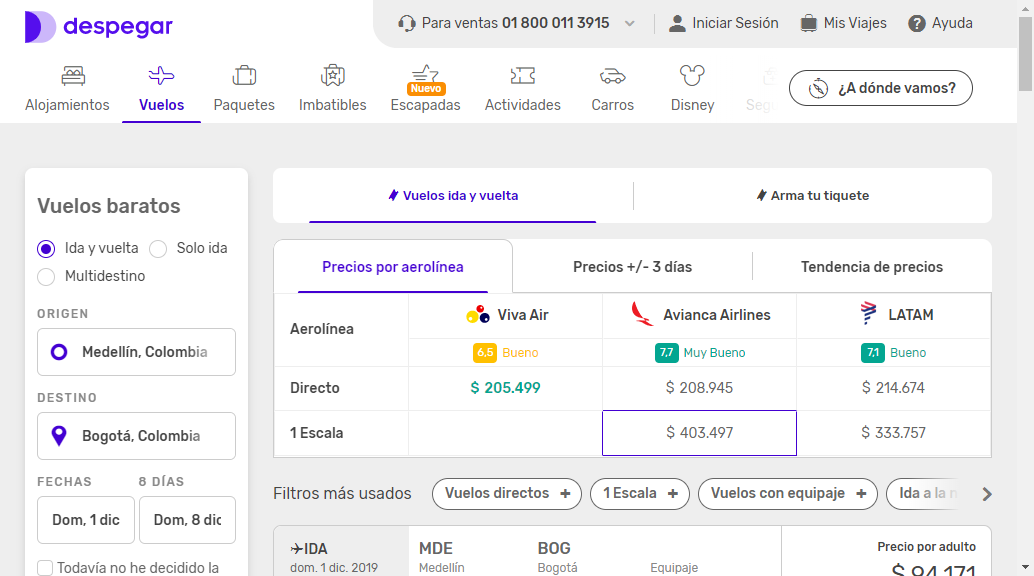 despegar
Para ventas 01 800 011 3915
Iniciar Sesión
Mis Viajes
? Ayuda
Alojamientos
Vuelos
Paquetes
Imbatibles
Nuevo
Escapadas
Actividades
Carros
Disney
¿A dónde vamos?
Vuelos baratos
Ida y vuelta
Solo ida
Multidestino
ORIGEN
Medellín, Colombia
DESTINO
Bogotá, Colombia
FECHAS
8 DÍAS
Dom, 1 dic
Dom, 8 dic
Todavía no he decidido la
Vuelos ida y vuelta
Arma tu tiquete
Precios por aerolínea
Precios +/- 3 días
Tendencia de precios
Aerolínea
Viva Air
Avianca Airlines
LATAM
6,5 Bueno
7,7 Muy Bueno
7,1 Bueno
Directo
$ 205.499
$ 208.945
$ 214.674
1 Escala
$ 403.497
$ 333.757
Filtros más usados
Vuelos directos +
1 Escala +
Vuelos con equipaje +
Ida a la
IDA
dom. 1 dic. 2019
MDE
Medellín
BOG
Bogotá
Equipaje
Precio por adulto
$ 94.171